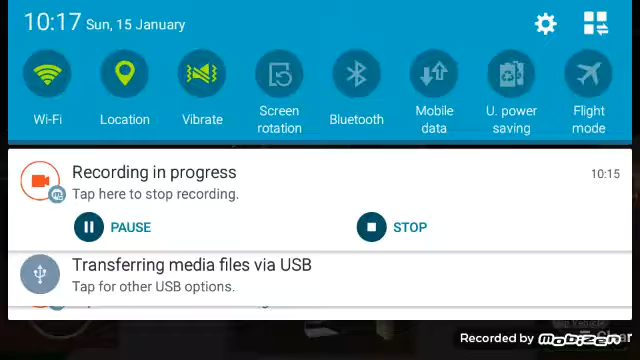 10:17 Sun, 15 January
Wi-Fi
Location
Vibrate
Screen
rotation
Bluetooth
Mobile
data
U. power
saving
Flight
mode
Recording in progress
10:15
Tap here to stop recording.
PAUSE
STOP
Transferring media files via USB
Tap for other USB options.
Recorded by Mobizen